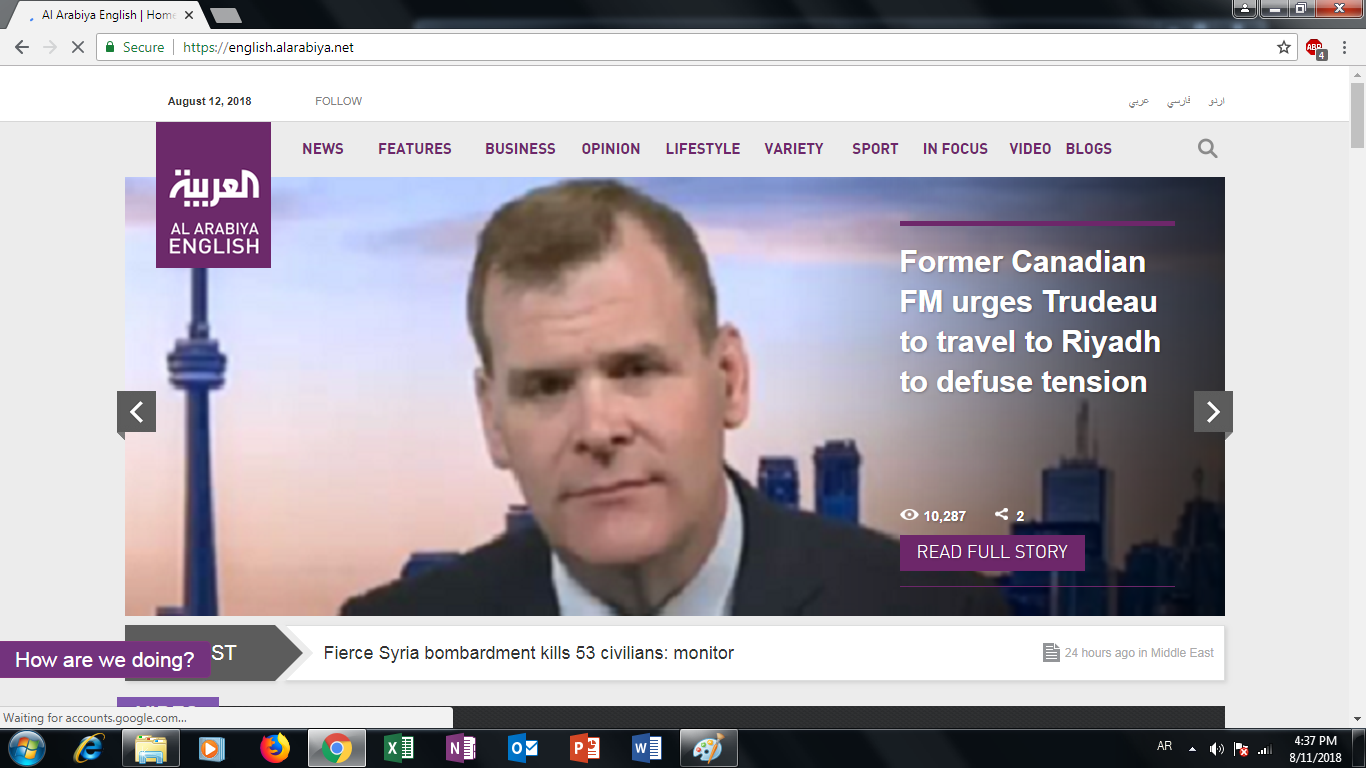 Al Arabiya English | Home
Secure
https://english.alarabiya.net
ABP
4
August 12, 2018
FOLLOW
عربي
فارسي
اردو
العربية
AL ARABIYA
ENGLISH
NEWS
FEATURES
BUSINESS
OPINION
LIFESTYLE
VARIETY
SPORT
IN FOCUS
VIDEO
BLOGS
Former Canadian
FM urges Trudeau
to travel to Riyadh
to defuse tension
10,287
2
READ FULL STORY
ST
Fierce Syria bombardment kills 53 civilians: monitor
24 hours ago in Middle East
How are we doing?
VIDEO
Waiting for accounts.google.com...
AR
4:37 PM
8/11/2018